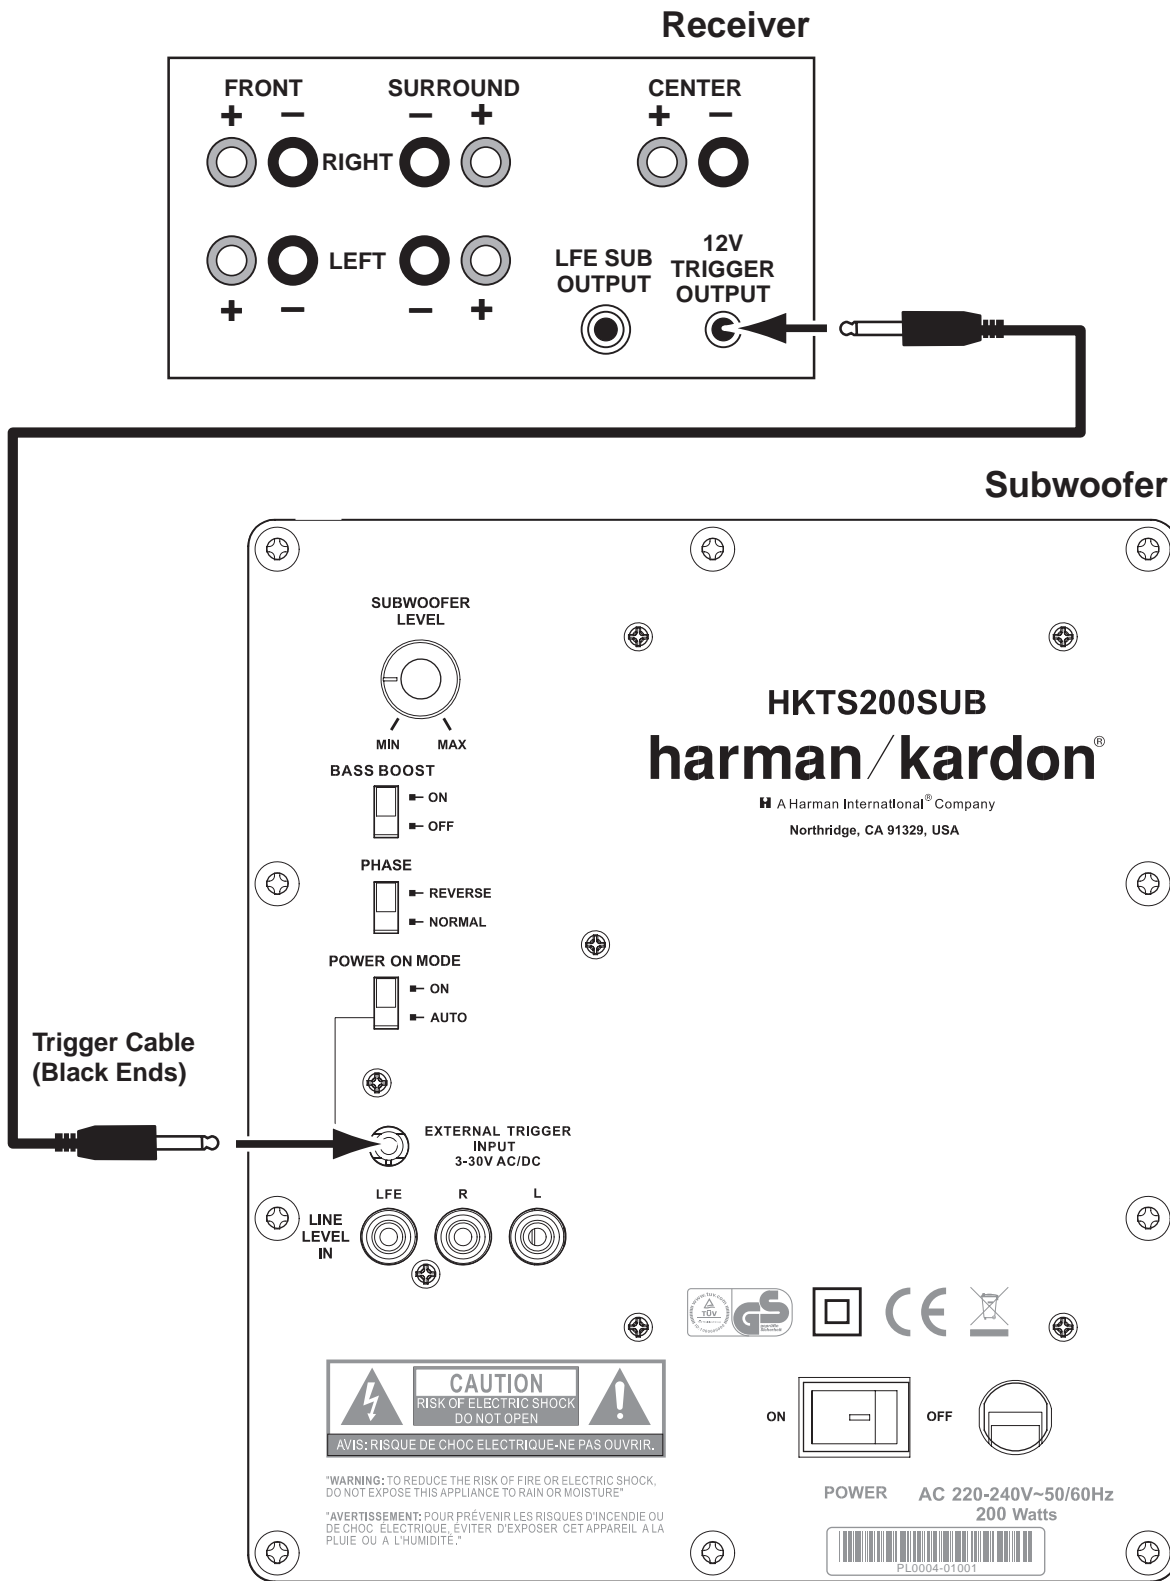 Receiver
FRONT SURROUND CENTER
+ − − + + −
RIGHT
LEFT
+ − − +
LFE SUB
OUTPUT
12V
TRIGGER
OUTPUT
Subwoofer
SUBWOOFER
LEVEL
MIN MAX
BASS BOOST
ON
OFF
PHASE
REVERSE
NORMAL
POWER ON MODE
ON
AUTO
HKTS200SUB
harman/kardon®
A Harman International® Company
Northridge, CA 91329, USA
Trigger Cable
(Black Ends)
EXTERNAL TRIGGER
INPUT
3-30V AC/DC
LFE R L
LINE
LEVEL
IN
TÜV
GS
geprüfte
Sicherheit
CE
CAUTION
RISK OF ELECTRIC SHOCK
DO NOT OPEN
AVIS: RISQUE DE CHOC ELECTRIQUE-NE PAS OUVRIR.
"WARNING: TO REDUCE THE RISK OF FIRE OR ELECTRIC SHOCK,
DO NOT EXPOSE THIS APPLIANCE TO RAIN OR MOISTURE"
"AVERTISSEMENT: POUR PRÉVENIR LES RISQUES D'INCENDIE OU
DE CHOC ÉLECTRIQUE, ÉVITER D'EXPOSER CET APPAREIL A LA
PLUIE OU A L'HUMIDITÉ."
ON OFF
POWER
AC 220-240V~50/60Hz
200 Watts
PL0004-01001